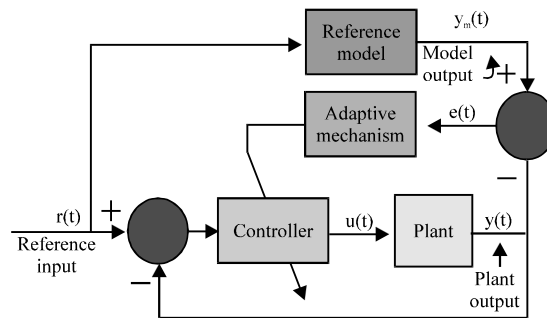 Reference
model
y_m(t)
Model
output
+
Adaptive
mechanism
e(t)
−
r(t)
+
Reference
input
Controller
u(t)
Plant
y(t)
−
Plant
output